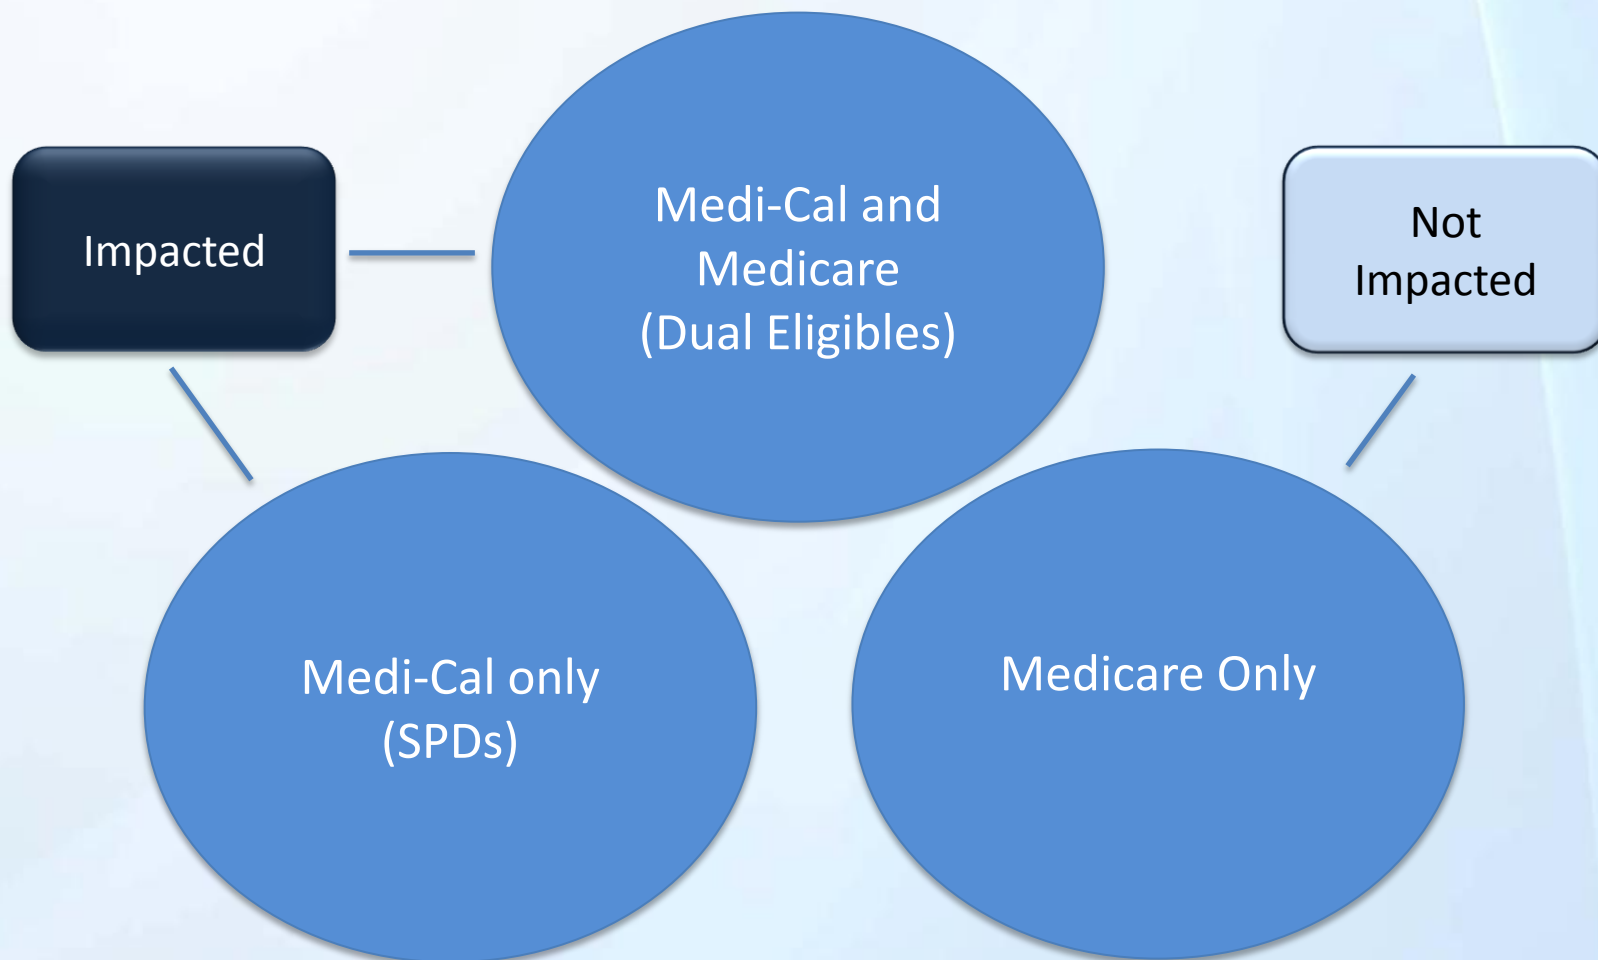 Impacted
Medi-Cal and
Medicare
(Dual Eligibles)
Not
Impacted
Medi-Cal only
(SPDs)
Medicare Only